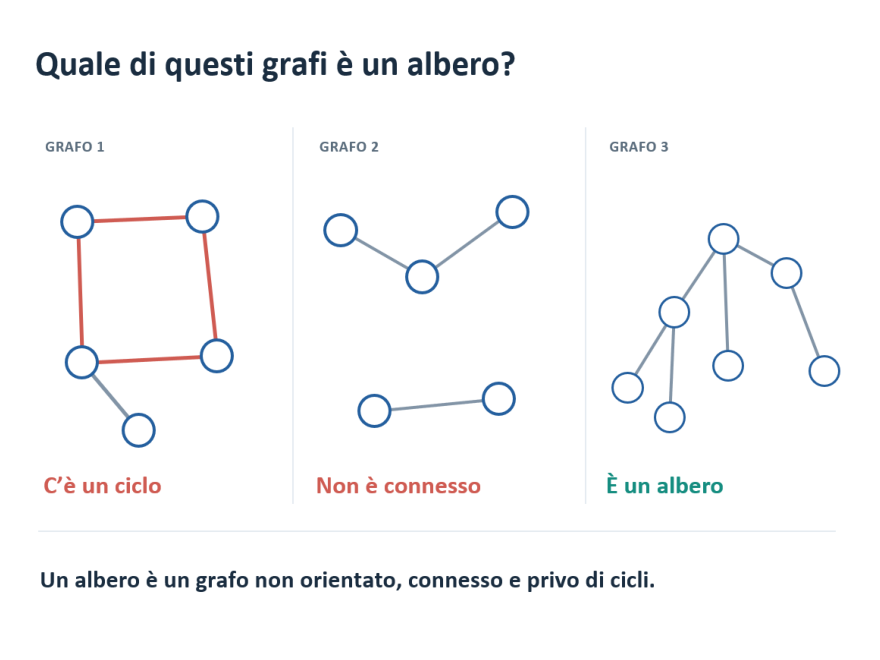 Quale di questi grafi è un albero?
GRAFO 1
GRAFO 2
GRAFO 3
C’è un ciclo
Non è connesso
È un albero
Un albero è un grafo non orientato, connesso e privo di cicli.